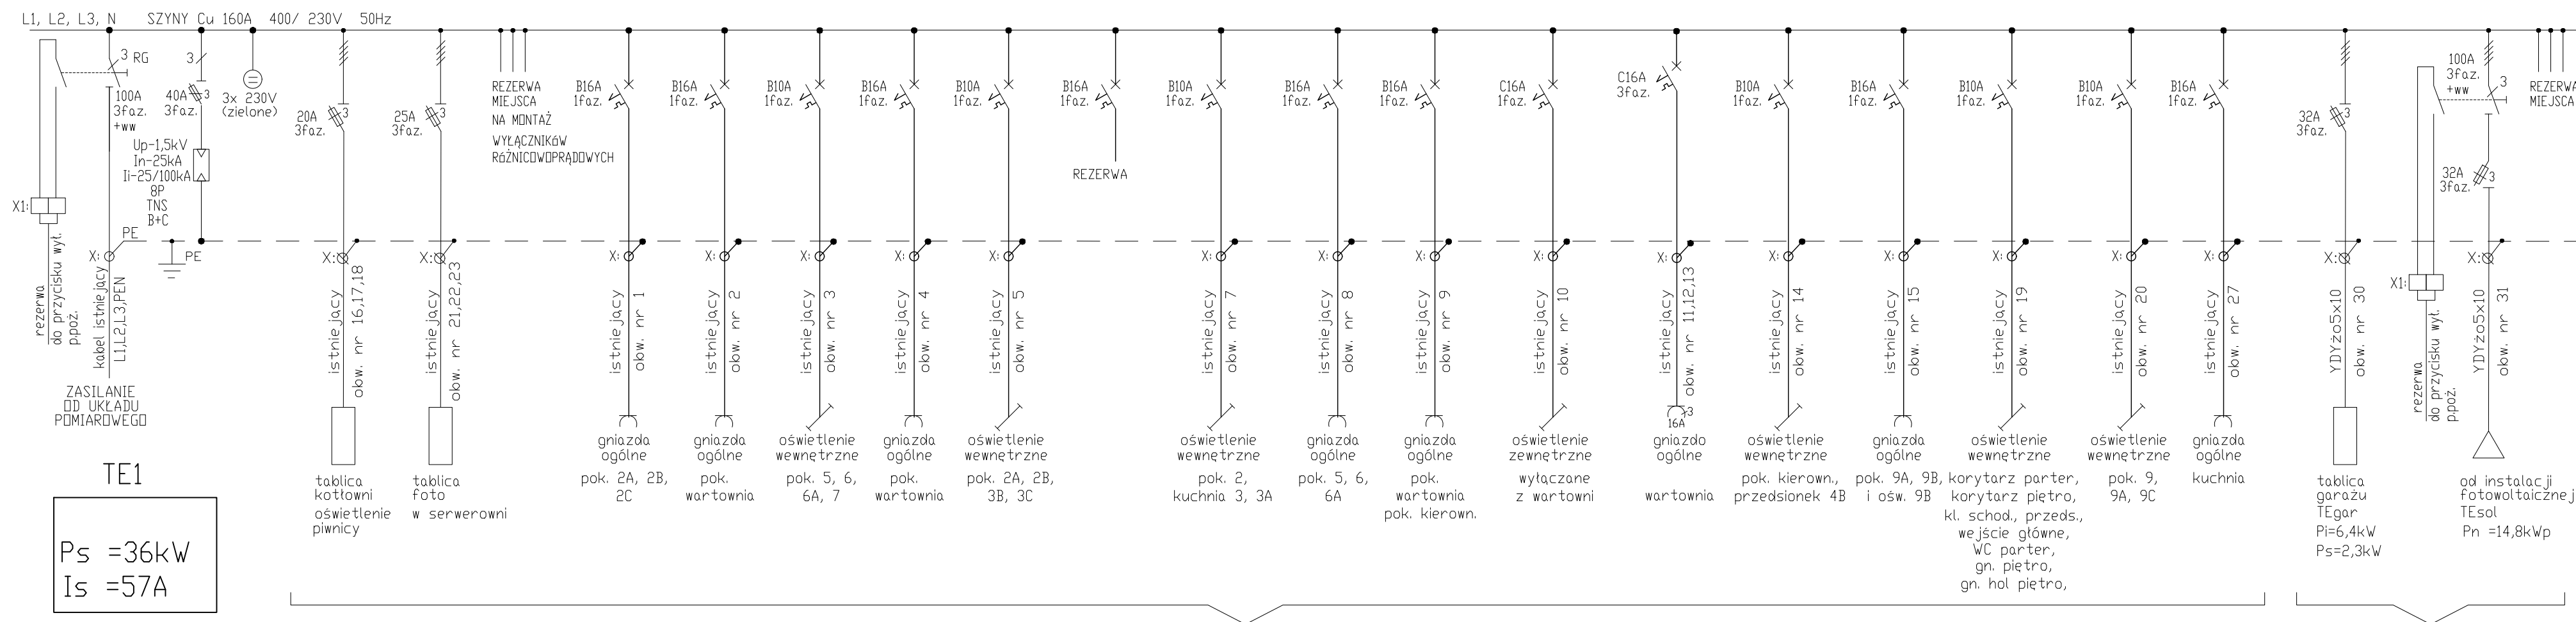 L1, L2, L3, N SZYNY Cu 160A 400/ 230V 50Hz
3 RG
100A
3faz.
+ww
X1:
rezerwa
do przycisku wył.
p.poż.
X:
PE
kabel istniejący
L1,L2,L3,PEN
ZASILANIE
OD UKŁADU
POMIAROWEGO
3
40A
3faz.
3
Up-1,5kV
In-25kA
Ii-25/100kA
8P
TNS
B+C
PE
3x 230V
(zielone)
TE1
Ps =36kW
Is =57A
20A
3faz.
3
X:
istniejący
obw. nr 16,17,18
tablica
kotłowni
oświetlenie
piwnicy
25A
3faz.
3
X:
istniejący
obw. nr 21,22,23
tablica
foto
w serwerowni
REZERWA
MIEJSCA
NA MONTAŻ
WYŁĄCZNIKÓW
RÓŻNICOWOPRĄDOWYCH
B16A
1faz.
X:
istniejący
obw. nr 1
gniazda
ogólne
pok. 2A, 2B,
2C
B16A
1faz.
X:
istniejący
obw. nr 2
gniazda
ogólne
pok.
wartownia
B10A
1faz.
X:
istniejący
obw. nr 3
oświetlenie
wewnętrzne
pok. 5, 6,
6A, 7
B16A
1faz.
X:
istniejący
obw. nr 4
gniazda
ogólne
pok.
wartownia
B10A
1faz.
X:
istniejący
obw. nr 5
oświetlenie
wewnętrzne
pok. 2A, 2B,
3B, 3C
B16A
1faz.
REZERWA
B10A
1faz.
X:
istniejący
obw. nr 7
oświetlenie
wewnętrzne
pok. 2,
kuchnia 3, 3A
B16A
1faz.
X:
istniejący
obw. nr 8
gniazda
ogólne
pok. 5, 6,
6A
B16A
1faz.
X:
istniejący
obw. nr 9
gniazda
ogólne
pok.
wartownia
pok. kierown.
C16A
1faz.
X:
istniejący
obw. nr 10
oświetlenie
zewnętrzne
wyłączane
z wartowni
C16A
3faz.
X:
istniejący
obw. nr 11,12,13
3
16A
gniazdo
ogólne
wartownia
B10A
1faz.
X:
istniejący
obw. nr 14
oświetlenie
wewnętrzne
pok. kierown.,
przedsionek 4B
B16A
1faz.
X:
istniejący
obw. nr 15
gniazda
ogólne
pok. 9A, 9B,
i ośw. 9B
B10A
1faz.
X:
istniejący
obw. nr 19
oświetlenie
wewnętrzne
korytarz parter,
korytarz piętro,
kl. schod., przeds.,
wejście główne,
WC parter,
gn. piętro,
gn. hol piętro,
B10A
1faz.
X:
istniejący
obw. nr 20
oświetlenie
wewnętrzne
pok. 9,
9A, 9C
B16A
1faz.
X:
istniejący
obw. nr 27
gniazda
ogólne
kuchnia
32A
3faz.
3
X:
YDYżo5x10
obw. nr 30
tablica
garażu
TEgar
Pi=6,4kW
Ps=2,3kW
100A
3faz.
+ww
3
X1:
rezerwa
do przycisku wył.
p.poż.
32A
3faz.
3
X:
YDYżo5x10
obw. nr 31
od instalacji
fotowoltaicznej
TEsol
Pn =14,8kWp
REZERWA
MIEJSCA